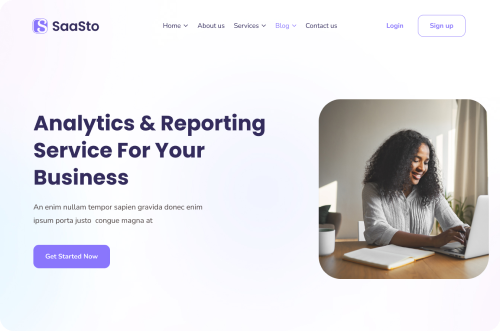 SaaSto
Home
About us
Services
Blog
Contact us
Login
Sign up
Analytics & Reporting
Service For Your
Business
An enim nullam tempor sapien gravida donec enim
ipsum porta justo congue magna at
Get Started Now